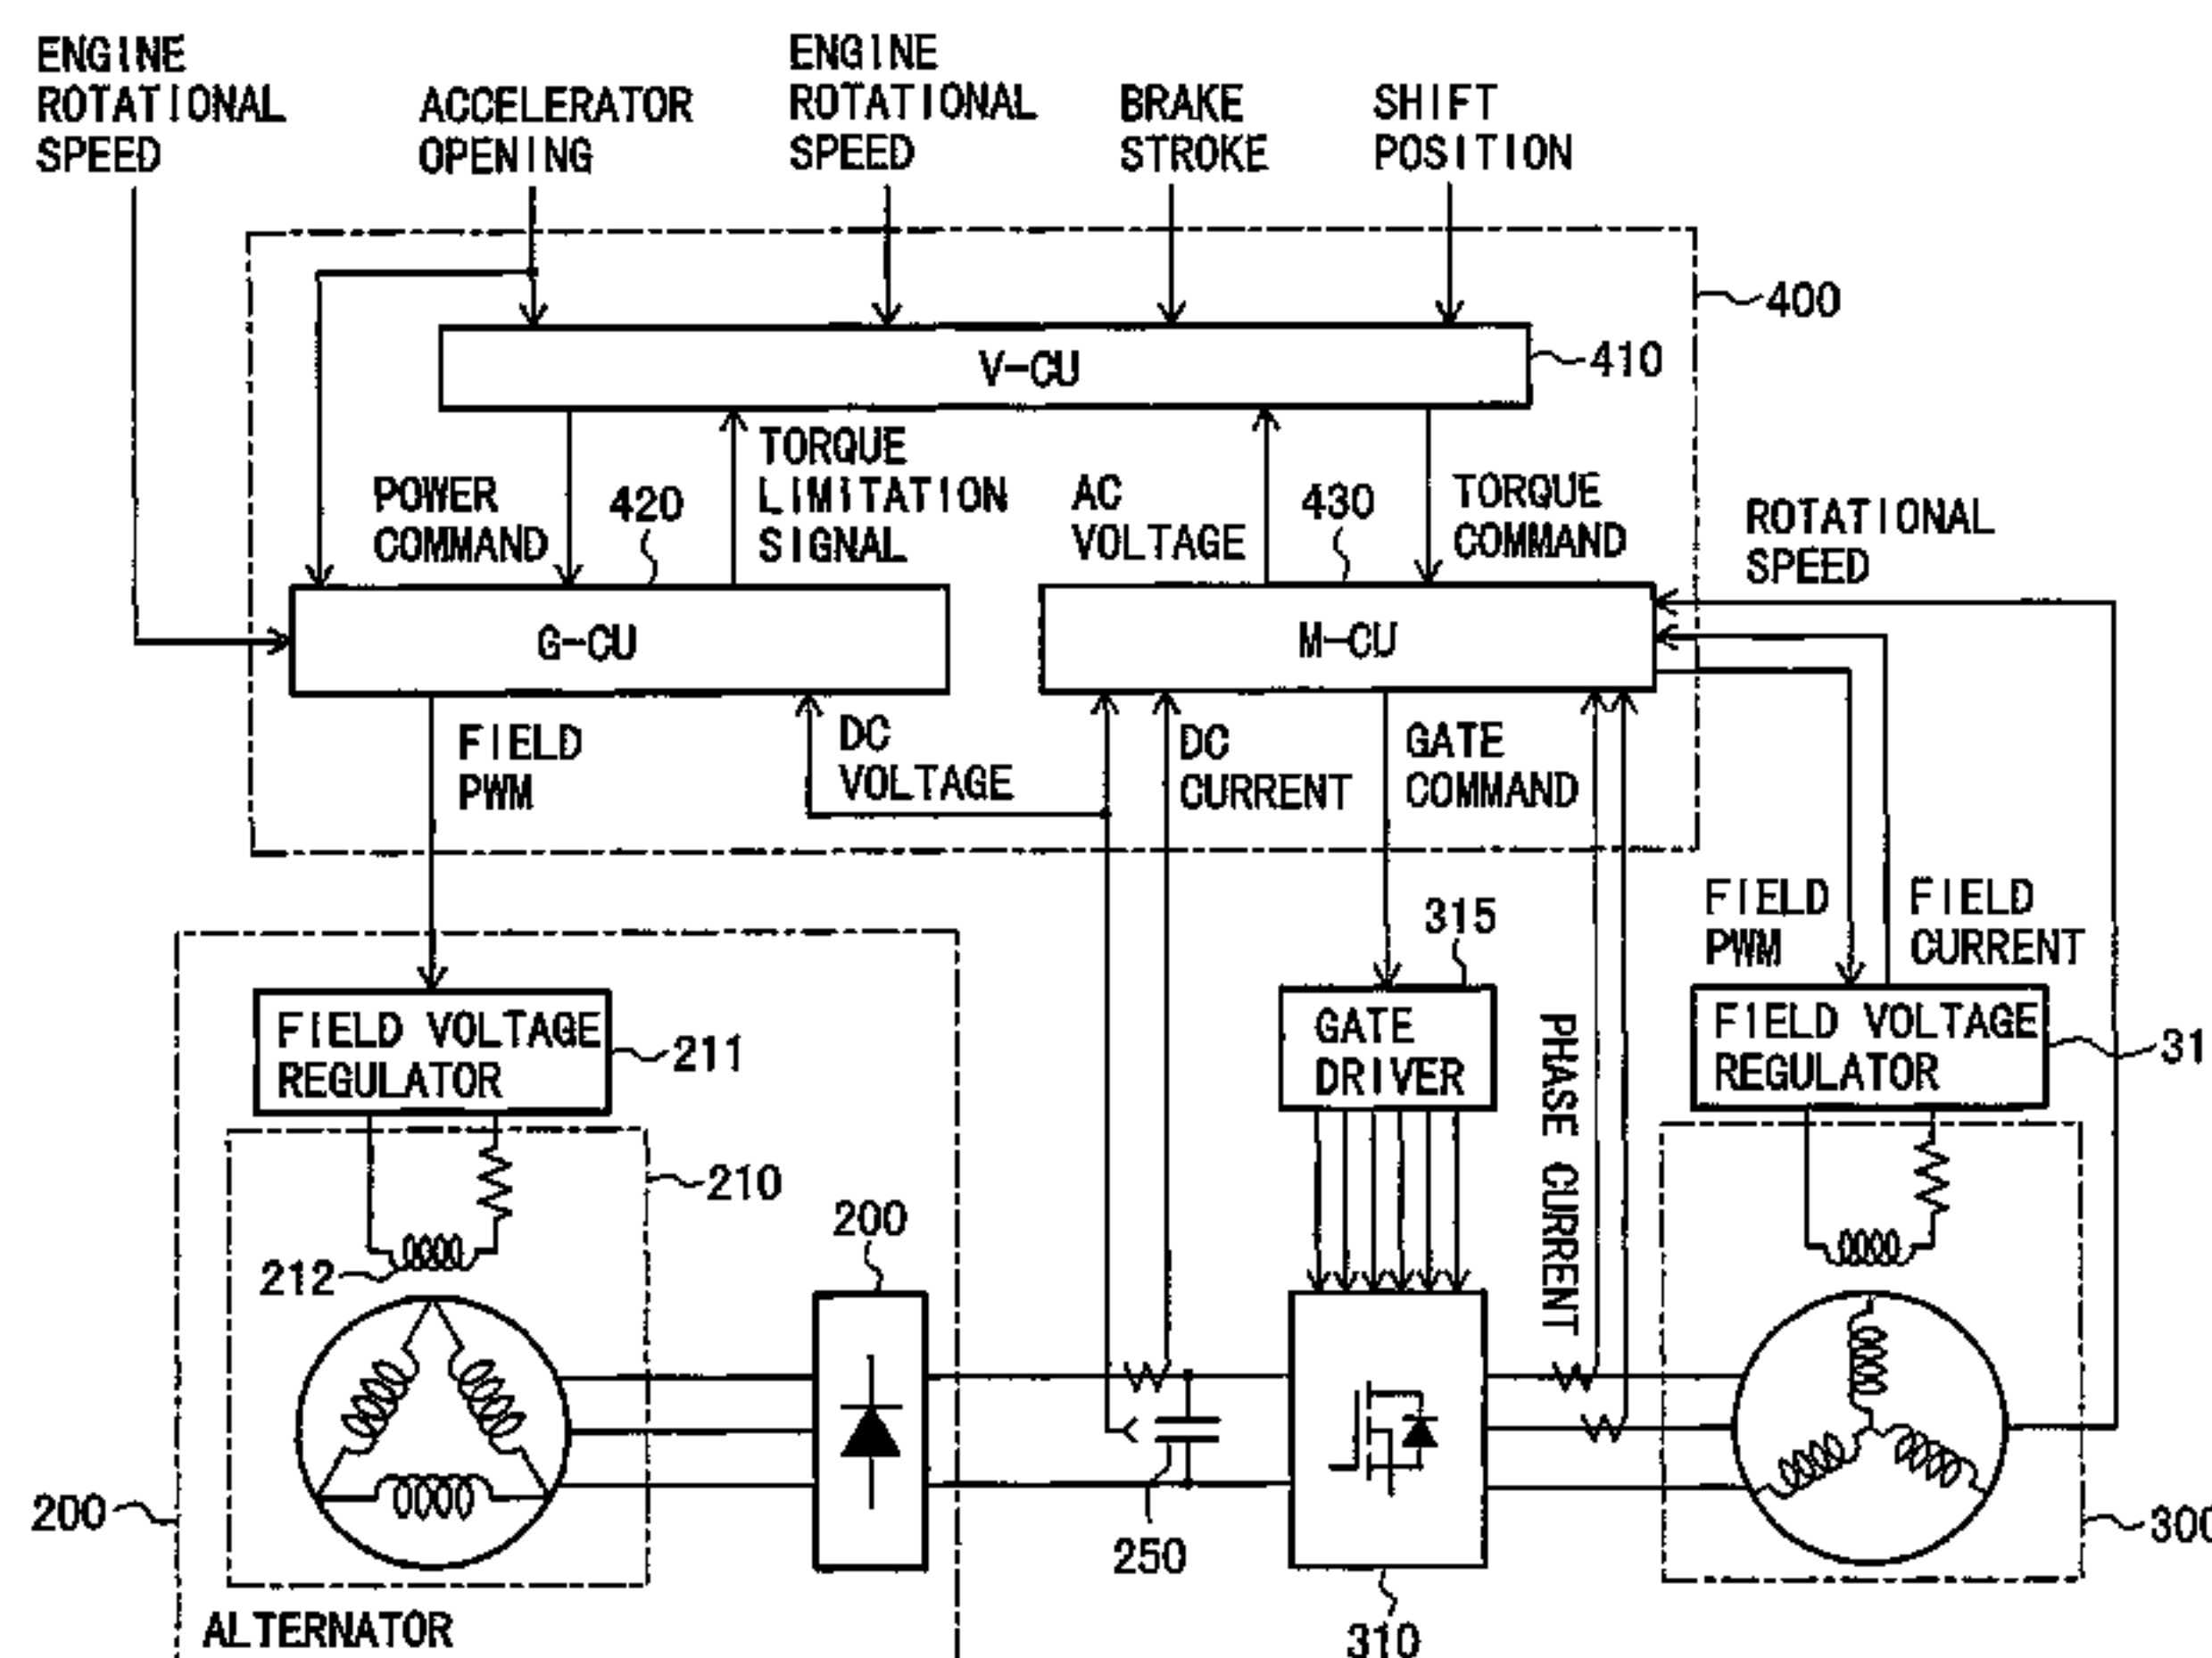 ENGINE
ROTATIONAL
SPEED
ACCELERATOR
OPENING
ENGINE
ROTATIONAL
SPEED
BRAKE
STROKE
SHIFT
POSITION
400
V-CU
410
POWER
COMMAND
420
TORQUE
LIMITATION
SIGNAL
AC
VOLTAGE
430
TORQUE
COMMAND
ROTATIONAL
SPEED
G-CU
M-CU
FIELD
PWM
DC
VOLTAGE
DC
CURRENT
GATE
COMMAND
FIELD
PWM
FIELD
CURRENT
315
FIELD VOLTAGE
REGULATOR
211
GATE
DRIVER
PHASE CURRENT
FIELD VOLTAGE
REGULATOR
31
210
200
212
200
250
300
310
ALTERNATOR